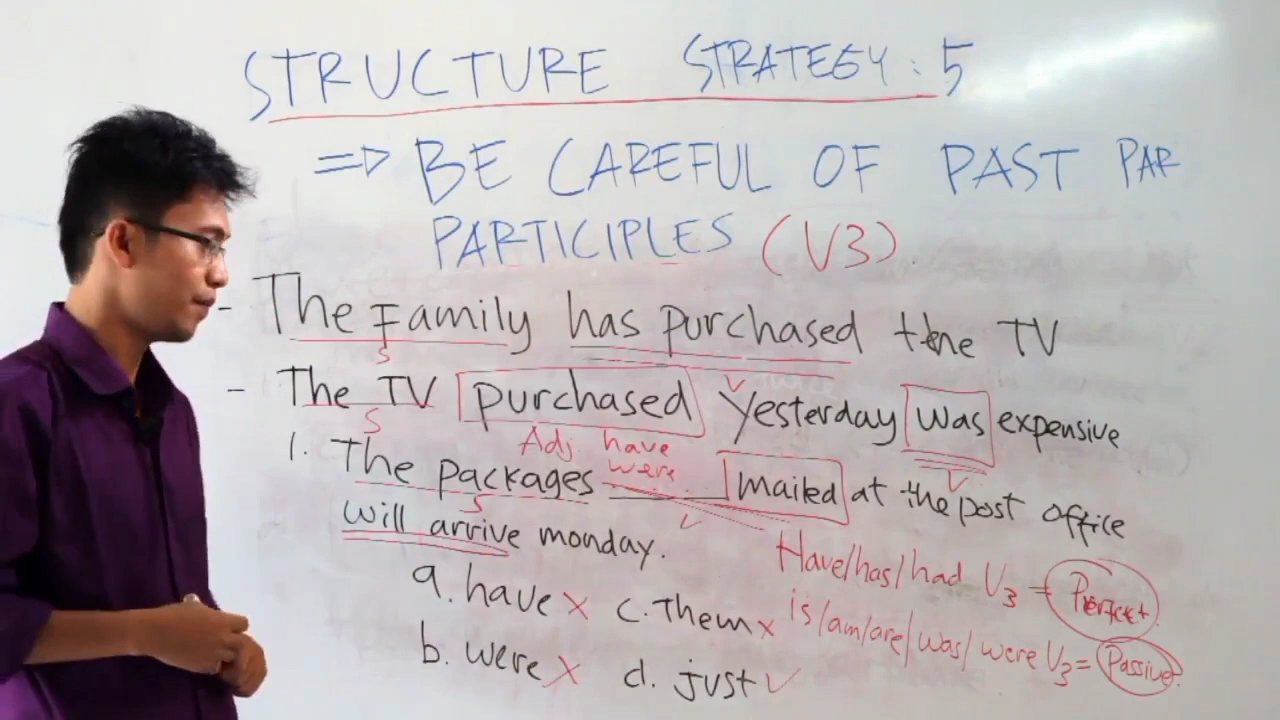 STRUCTURE STRATEGY : 5
=> BE CAREFUL OF PAST PAR
PARTICIPLES (V3)
- The Family has purchased the TV
S
- The TV purchased Yesterday was expensive
S
Adj have
were
1. The packages ______ mailed at the post office
S
will arrive monday.
Have/has/had V3 = Perfect
a. have x c. Them x
is/am/are/was/were V3 = Passive
b. were x d. just ✓